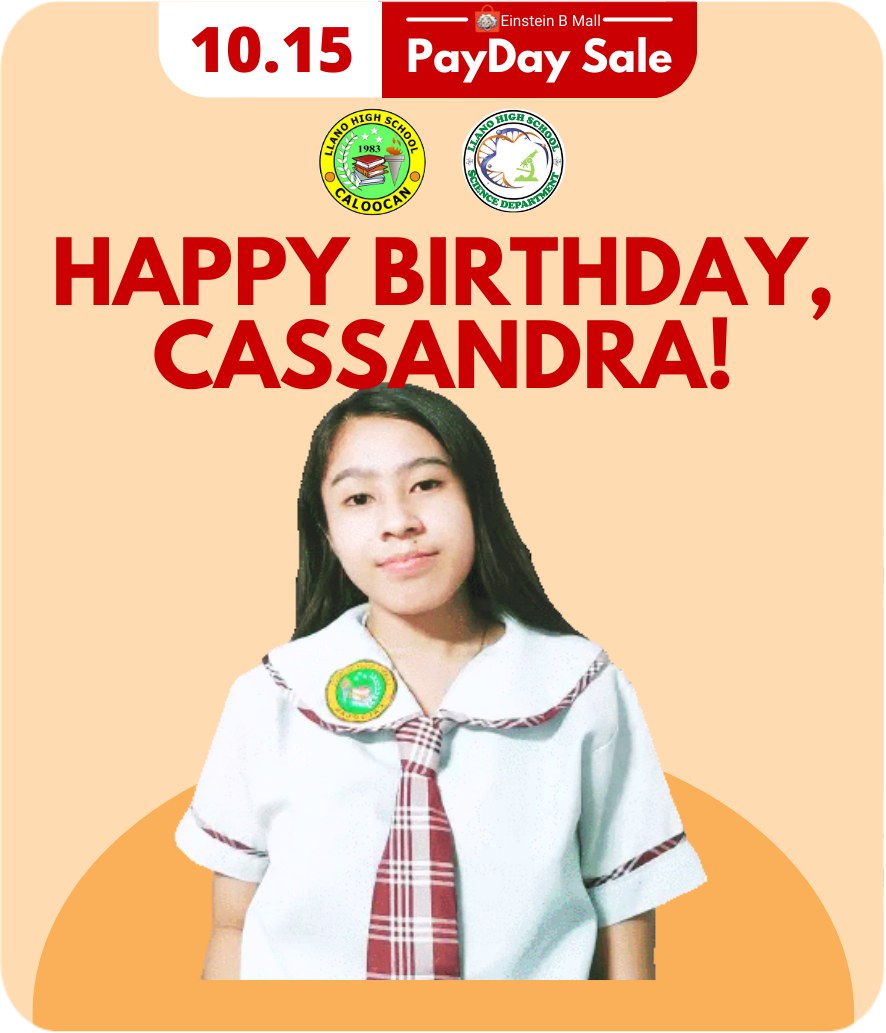 10.15
Einstein B Mall
PayDay Sale
LLANO HIGH SCHOOL
1983
CALOOCAN
LLANO HIGH SCHOOL
SCIENCE DEPARTMENT
HAPPY BIRTHDAY,
CASSANDRA!